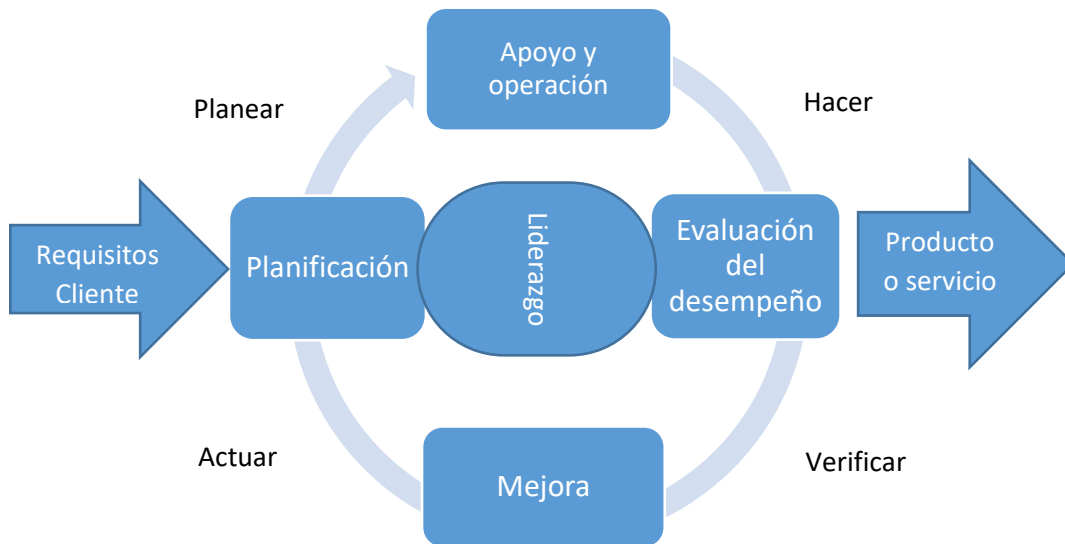 Apoyo y
operación
Planear
Hacer
Requisitos
Cliente
Planificación
Liderazgo
Evaluación
del
desempeño
Producto
o servicio
Actuar
Mejora
Verificar